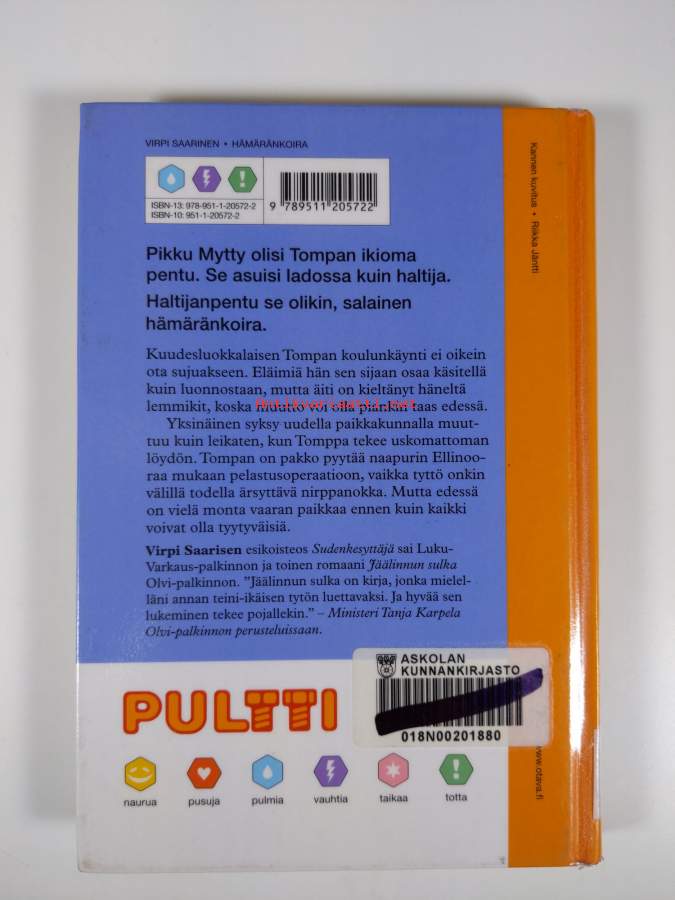 VIRPI SAARINEN • HÄMÄRÄNKOIRA
ISBN-13: 978-951-1-20572-2
ISBN-10: 951-1-20572-2
9 789511 205722
Pikku Mytty olisi Tompan ikioma
pentu. Se asuisi ladossa kuin haltija.
Haltijanpentu se olikin, salainen
hämäränkoira.
Kuudesluokkalaisen Tompan koulunkäynti ei oikein
ota sujuakseen. Eläimiä hän sen sijaan osaa käsitellä
kuin luonnostaan, mutta äiti on kieltänyt häneltä
lemmikit, koska muutto voi olla piankin taas edessä.
Yksinäinen syksy uudella paikkakunnalla muut-
tuu kuin leikaten, kun Tomppa tekee uskomattoman
löydön. Tompan on pakko pyytää naapurin Ellinoo-
raa mukaan pelastusoperaatioon, vaikka tyttö onkin
välillä todella ärsyttävä nirppanokka. Mutta edessä
on vielä monta vaaran paikkaa ennen kuin kaikki
voivat olla tyytyväisiä.
Virpi Saarisen esikoisteos Sudenkesyttäjä sai Luku-
Varkaus-palkinnon ja toinen romaani Jäälinnun sulka
Olvi-palkinnon. ”Jäälinnun sulka on kirja, jonka mielel-
läni annan teini-ikäisen tytön luettavaksi. Ja hyvää sen
lukeminen tekee pojallekin.” – Ministeri Tanja Karpela
Olvi-palkinnon perusteluissaan.
PULTTI
naurua pusuja pulmia vauhtia taikaa totta
ASKOLAN
KUNNANKIRJASTO
018N00201880
Kannen kuvitus • Riikka Jäntti
www.otava.fi